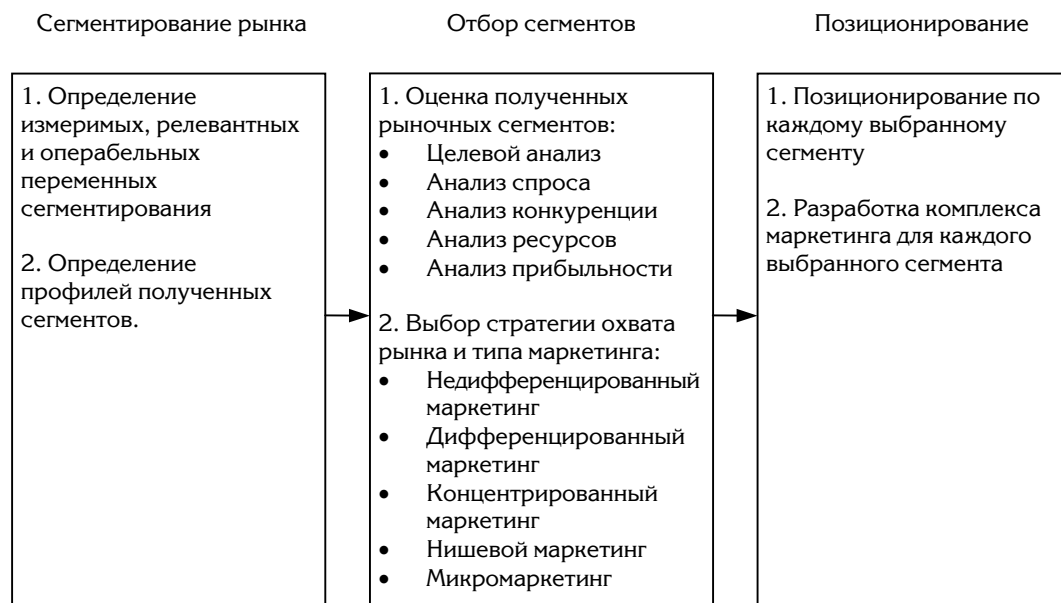 Сегментирование рынка
1. Определение
измеримых, релевантных
и операбельных
переменных
сегментирования
2. Определение
профилей полученных
сегментов.
Отбор сегментов
1. Оценка полученных
рыночных сегментов:
• Целевой анализ
• Анализ спроса
• Анализ конкуренции
• Анализ ресурсов
• Анализ прибыльности
2. Выбор стратегии охвата
рынка и типа маркетинга:
• Недифференцированный
маркетинг
• Дифференцированный
маркетинг
• Концентрированный
маркетинг
• Нишевой маркетинг
• Микромаркетинг
Позиционирование
1. Позиционирование по
каждому выбранному
сегменту
2. Разработка комплекса
маркетинга для каждого
выбранного сегмента